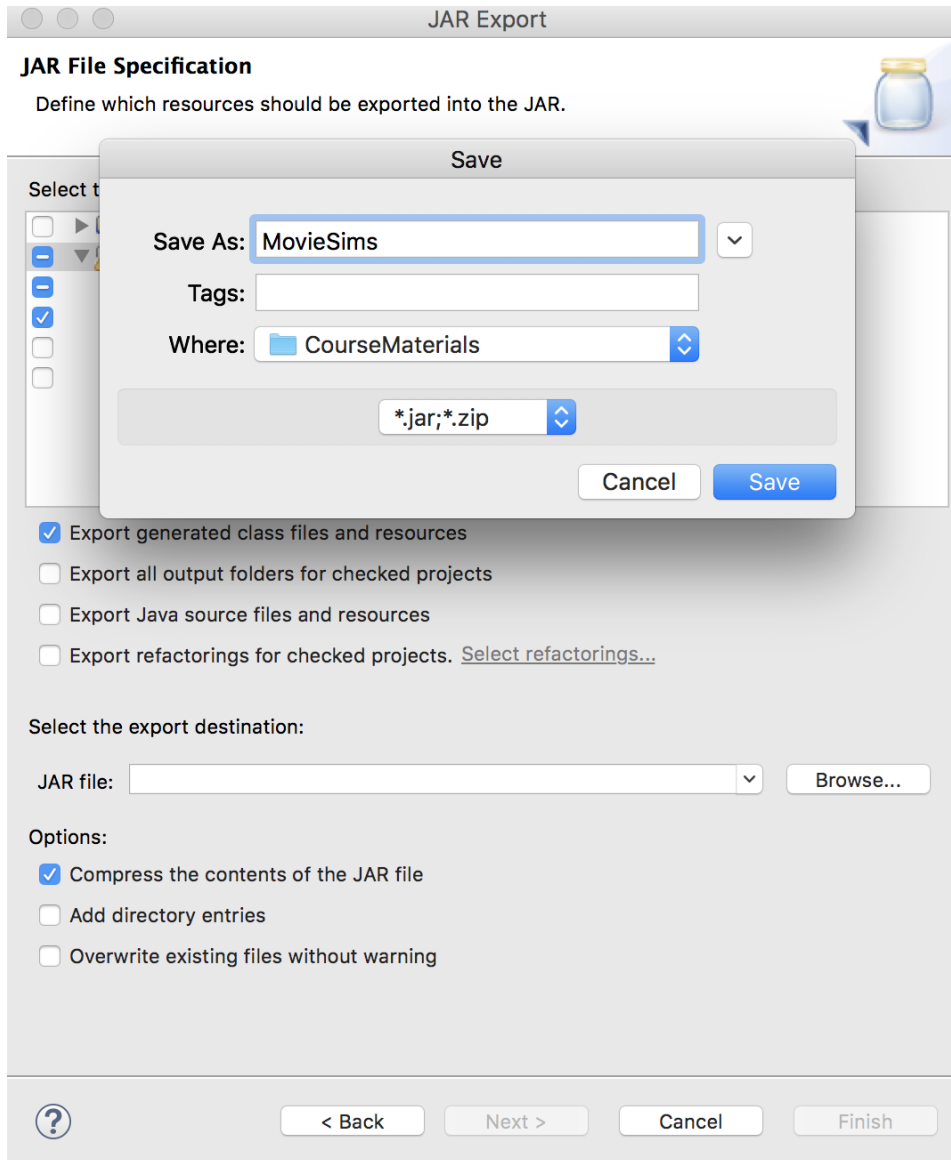 JAR Export
JAR File Specification
Define which resources should be exported into the JAR.
Save
Select t
Save As: MovieSims
Tags:
Where: CourseMaterials
*.jar;*.zip
Cancel Save
Export generated class files and resources
Export all output folders for checked projects
Export Java source files and resources
Export refactorings for checked projects. Select refactorings...
Select the export destination:
JAR file: Browse...
Options:
Compress the contents of the JAR file
Add directory entries
Overwrite existing files without warning
? < Back Next > Cancel Finish